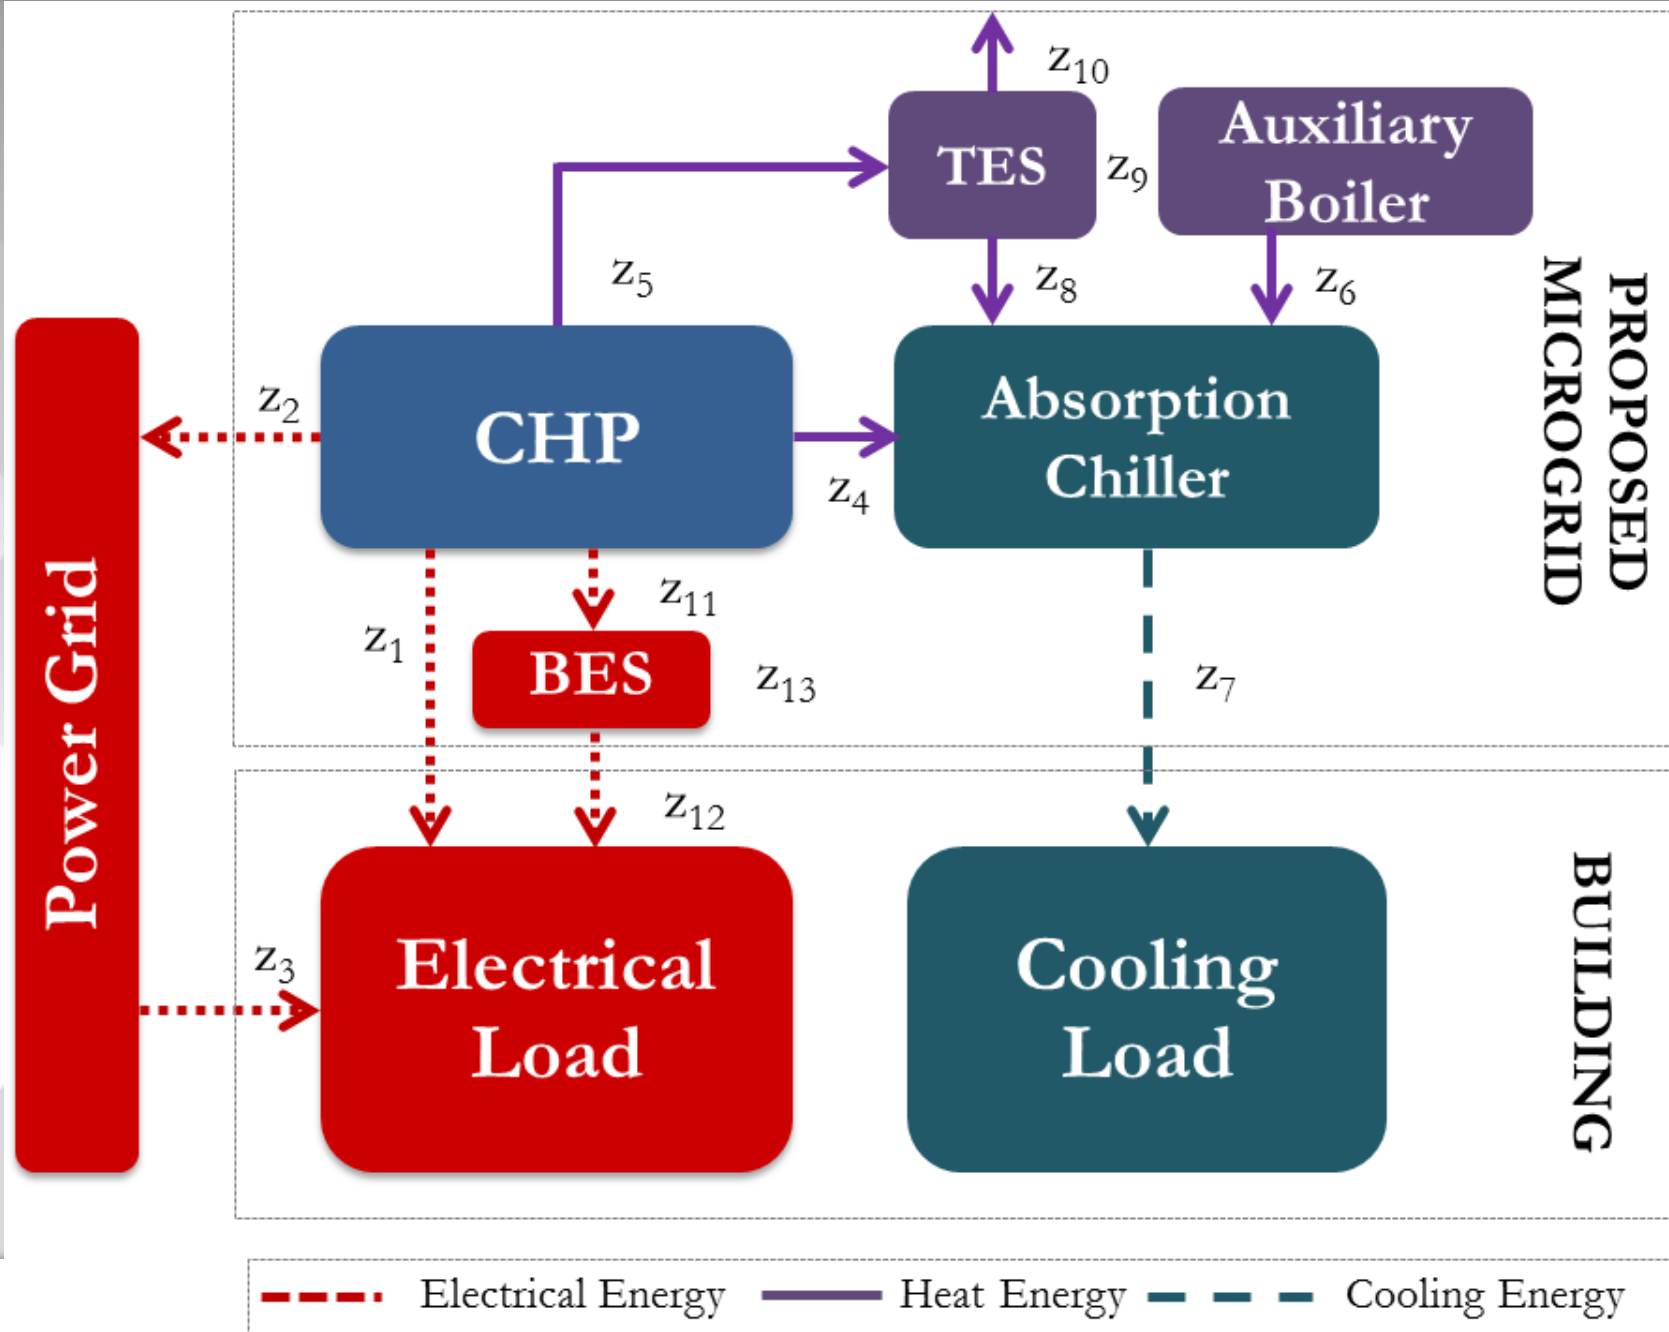 z10
Auxiliary
Boiler
TES
z9
z5
z8
z6
PROPOSED
MICROGRID
z2
CHP
Absorption
Chiller
z4
z11
z1
BES
z13
z7
Power Grid
z12
z3
Electrical
Load
Cooling
Load
BUILDING
Electrical Energy
Heat Energy
Cooling Energy